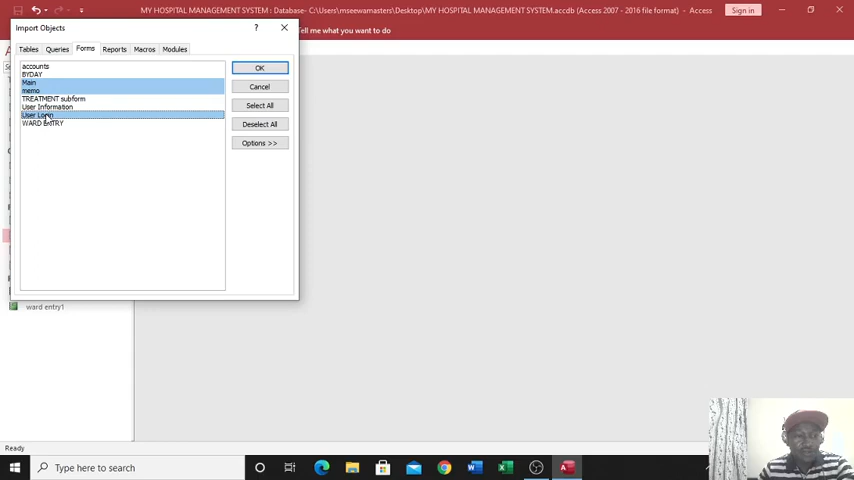 MY HOSPITAL MANAGEMENT SYSTEM : Database- C:\Users\mseewamasters\Desktop\MY HOSPITAL MANAGEMENT SYSTEM.accdb (Access 2007 - 2016 file format) - Access
Sign in
Import Objects
?
Tell me what you want to do
Tables
Queries
Forms
Reports
Macros
Modules
accounts
BYDAY
Main
memo
TREATMENT subform
User Information
User Login
WARD ENTRY
OK
Cancel
Select All
Deselect All
Options >>
ward entry1
Ready
Type here to search